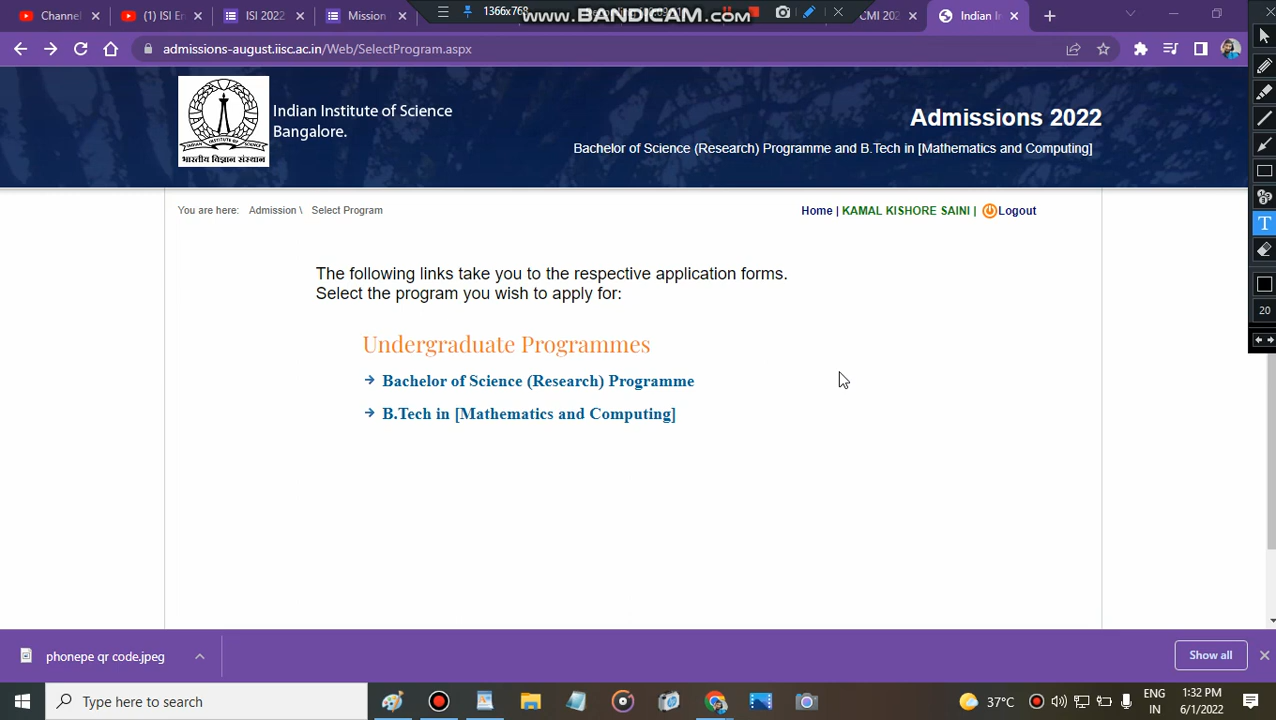 Channel
(1) ISI En
ISI 2022
Mission
1366x768
www.BANDICAM.com
CMI 202
Indian In
admissions-august.iisc.ac.in/Web/SelectProgram.aspx
Indian Institute of Science
Bangalore.
भारतीय विज्ञान संस्थान
Admissions 2022
Bachelor of Science (Research) Programme and B.Tech in [Mathematics and Computing]
You are here: Admission \ Select Program
Home | KAMAL KISHORE SAINI | Logout
The following links take you to the respective application forms.
Select the program you wish to apply for:
Undergraduate Programmes
Bachelor of Science (Research) Programme
B.Tech in [Mathematics and Computing]
T
20
phonepe qr code.jpeg
Show all
Type here to search
37°C
ENG
IN
1:32 PM
6/1/2022